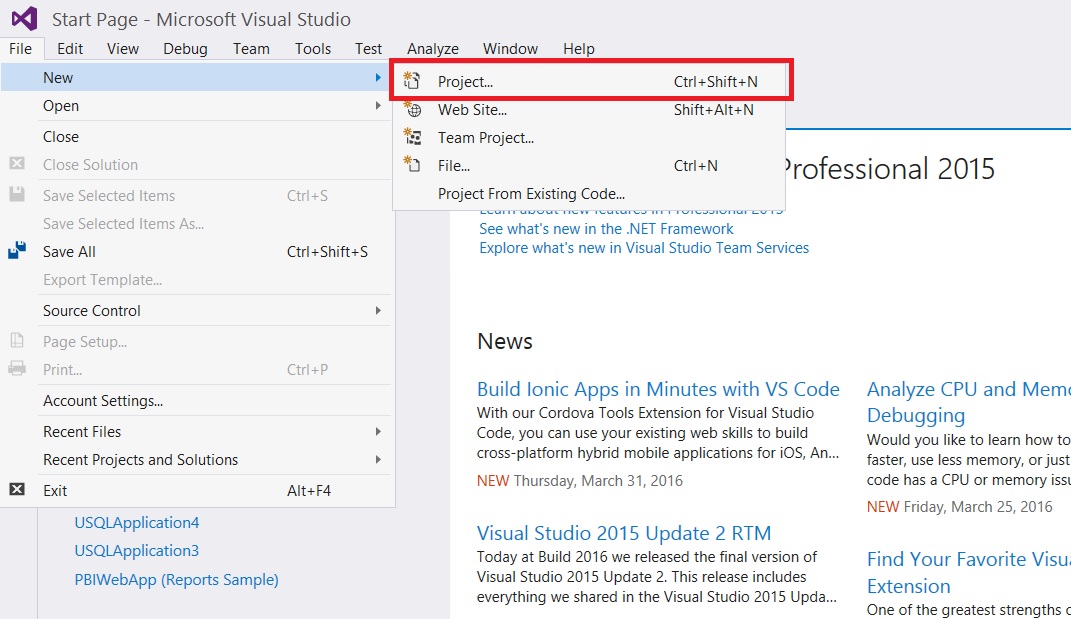 Start Page - Microsoft Visual Studio
File Edit View Debug Team Tools Test Analyze Window Help
New
Open
Close
Close Solution
Save Selected Items Ctrl+S
Save Selected Items As...
Save All Ctrl+Shift+S
Export Template...
Source Control
Page Setup...
Print... Ctrl+P
Account Settings...
Recent Files
Recent Projects and Solutions
Exit Alt+F4
Project... Ctrl+Shift+N
Web Site... Shift+Alt+N
Team Project...
File... Ctrl+N
Project From Existing Code...
USQLApplication4
USQLApplication3
PBIWebApp (Reports Sample)
Professional 2015
Learn about new features in Professional 2015
See what's new in the .NET Framework
Explore what's new in Visual Studio Team Services
News
Build Ionic Apps in Minutes with VS Code
With our Cordova Tools Extension for Visual Studio
Code, you can use your existing web skills to build
cross-platform hybrid mobile applications for iOS, An...
NEW Thursday, March 31, 2016
Visual Studio 2015 Update 2 RTM
Today at Build 2016 we released the final version of
Visual Studio 2015 Update 2. This release includes
everything we shared in the Visual Studio 2015 Upda...
Analyze CPU and Memo
Debugging
Would you like to learn how to
faster, use less memory, or just
code has a CPU or memory issu
NEW Friday, March 25, 2016
Find Your Favorite Visua
Extension
One of the greatest strengths o